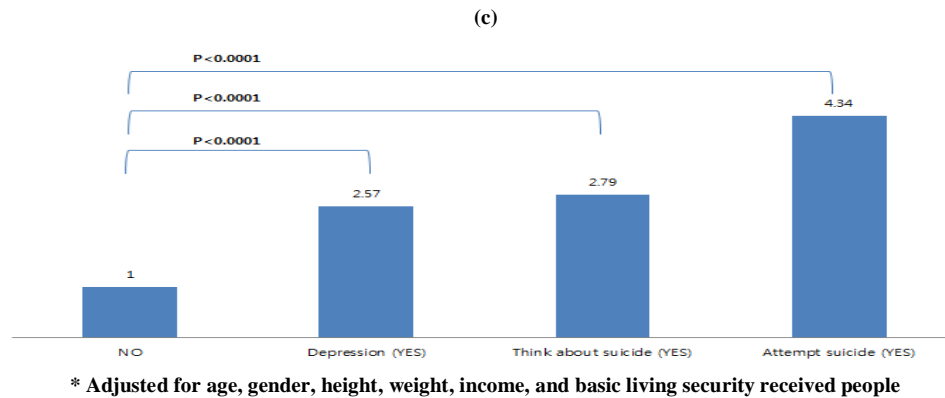 (c)
P<0.0001
4.34
P<0.0001
P<0.0001
2.79
2.57
1
NO Depression (YES) Think about suicide (YES) Attempt suicide (YES)
* Adjusted for age, gender, height, weight, income, and basic living security received people